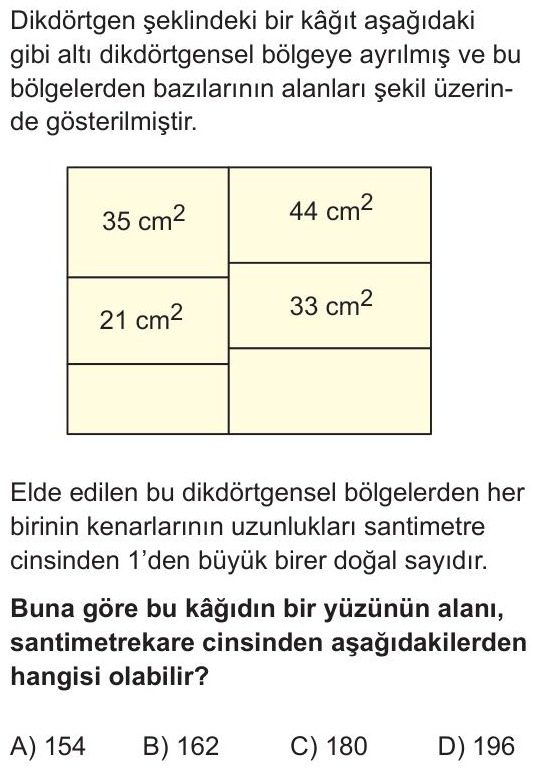 Dikdörtgen şeklindeki bir kâğıt aşağıdaki
gibi altı dikdörtgensel bölgeye ayrılmış ve bu
bölgelerden bazılarının alanları şekil üzerin-
de gösterilmiştir.
35 cm²
44 cm²
21 cm²
33 cm²
Elde edilen bu dikdörtgensel bölgelerden her
birinin kenarlarının uzunlukları santimetre
cinsinden 1’den büyük birer doğal sayıdır.
Buna göre bu kâğıdın bir yüzünün alanı,
santimetrekare cinsinden aşağıdakilerden
hangisi olabilir?
A) 154 B) 162 C) 180 D) 196